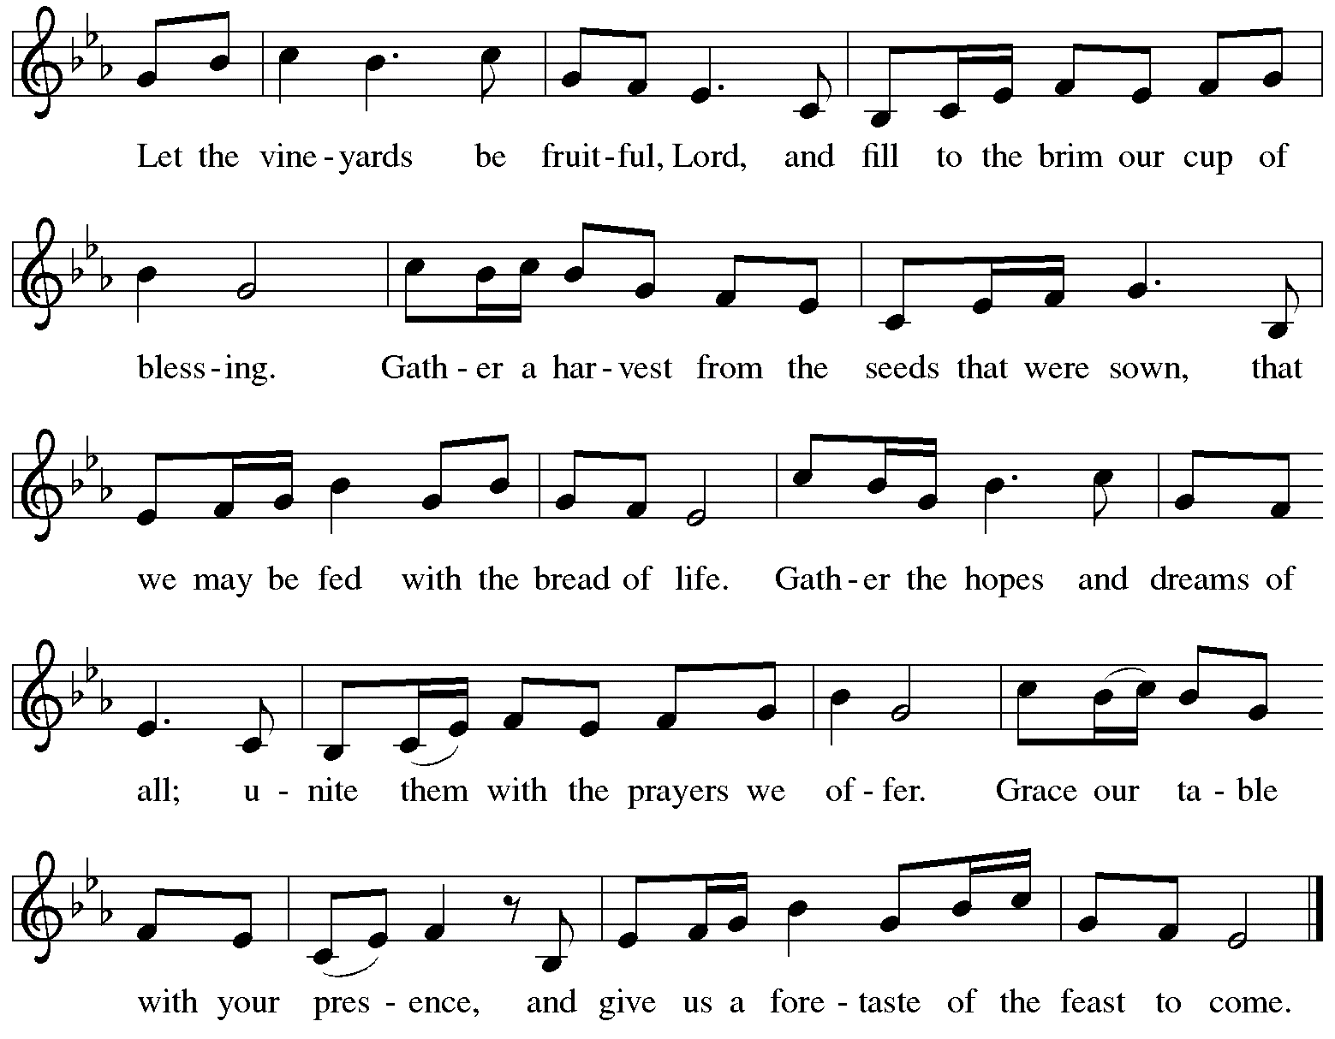 Let the vine - yards be fruit - ful, Lord, and fill to the brim our cup of
bless - ing. Gath - er a har - vest from the seeds that were sown, that
we may be fed with the bread of life. Gath - er the hopes and dreams of
all; u - nite them with the prayers we of - fer. Grace our ta - ble
with your pres - ence, and give us a fore - taste of the feast to come.